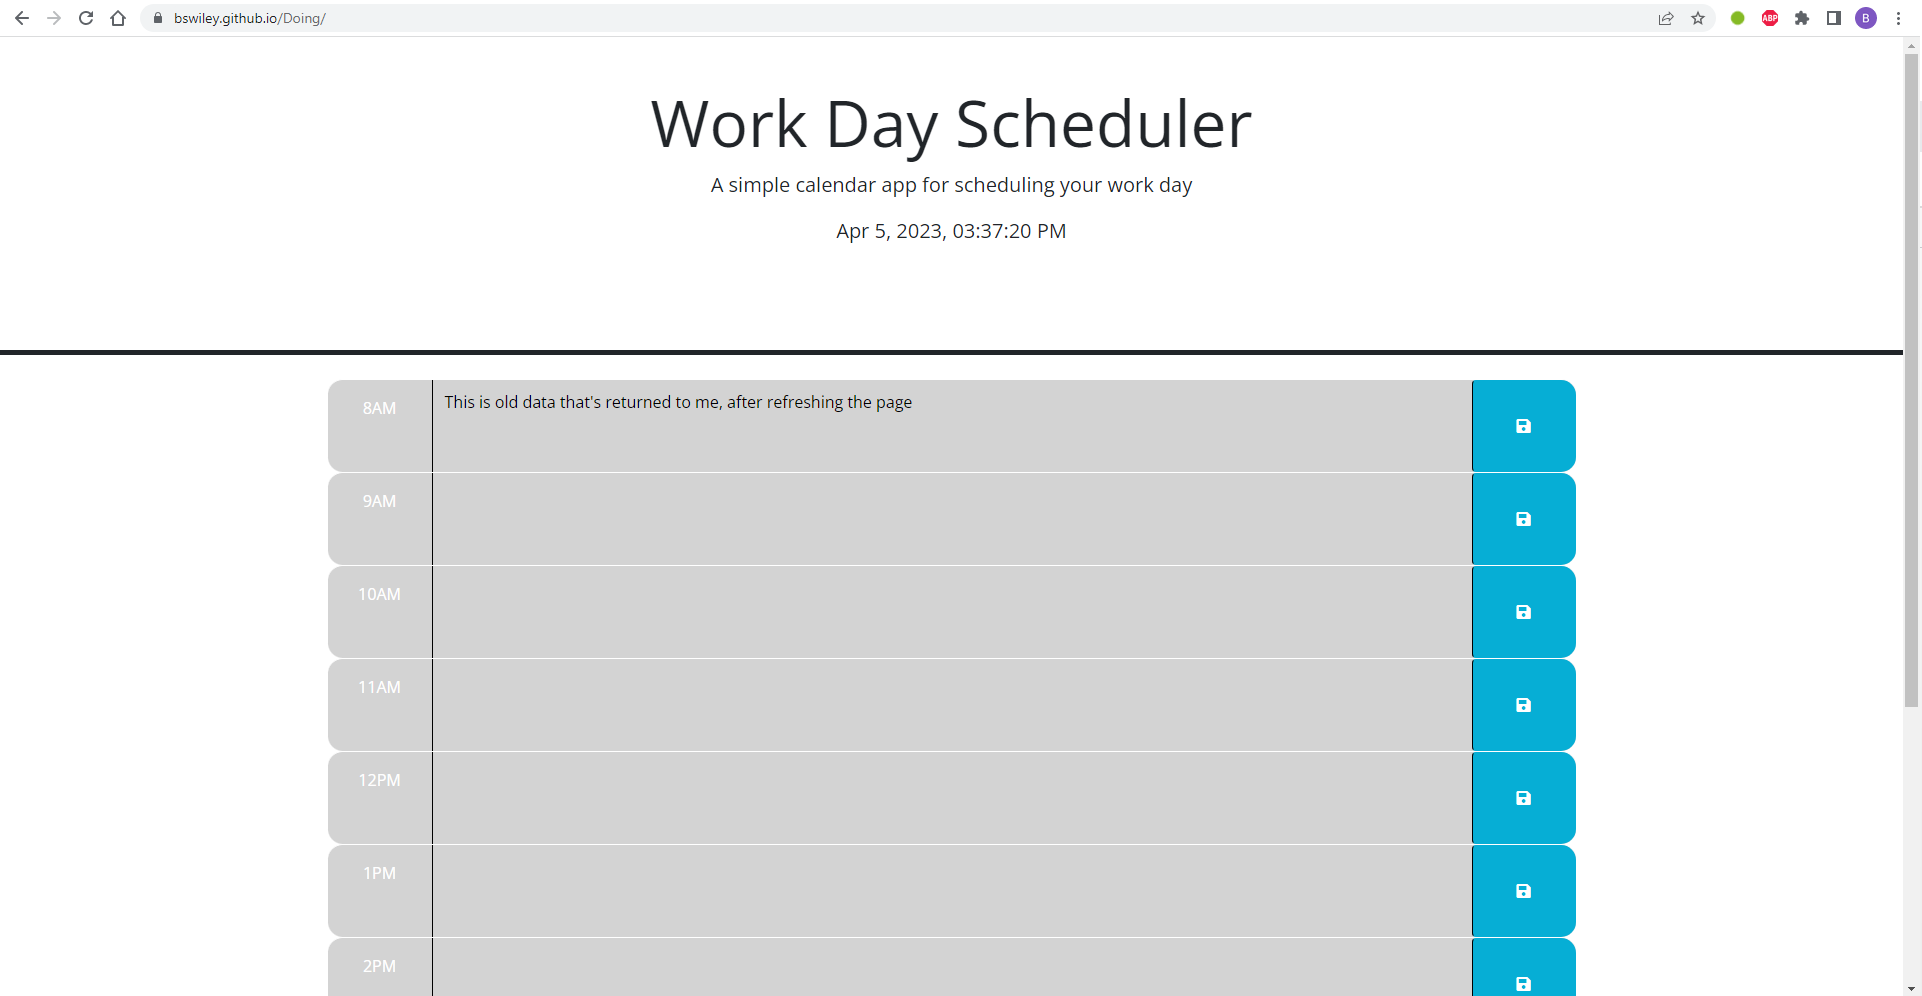 bswiley.github.io/Doing/
ABP
B
Work Day Scheduler
A simple calendar app for scheduling your work day
Apr 5, 2023, 03:37:20 PM
8AM
This is old data that's returned to me, after refreshing the page
9AM
10AM
11AM
12PM
1PM
2PM